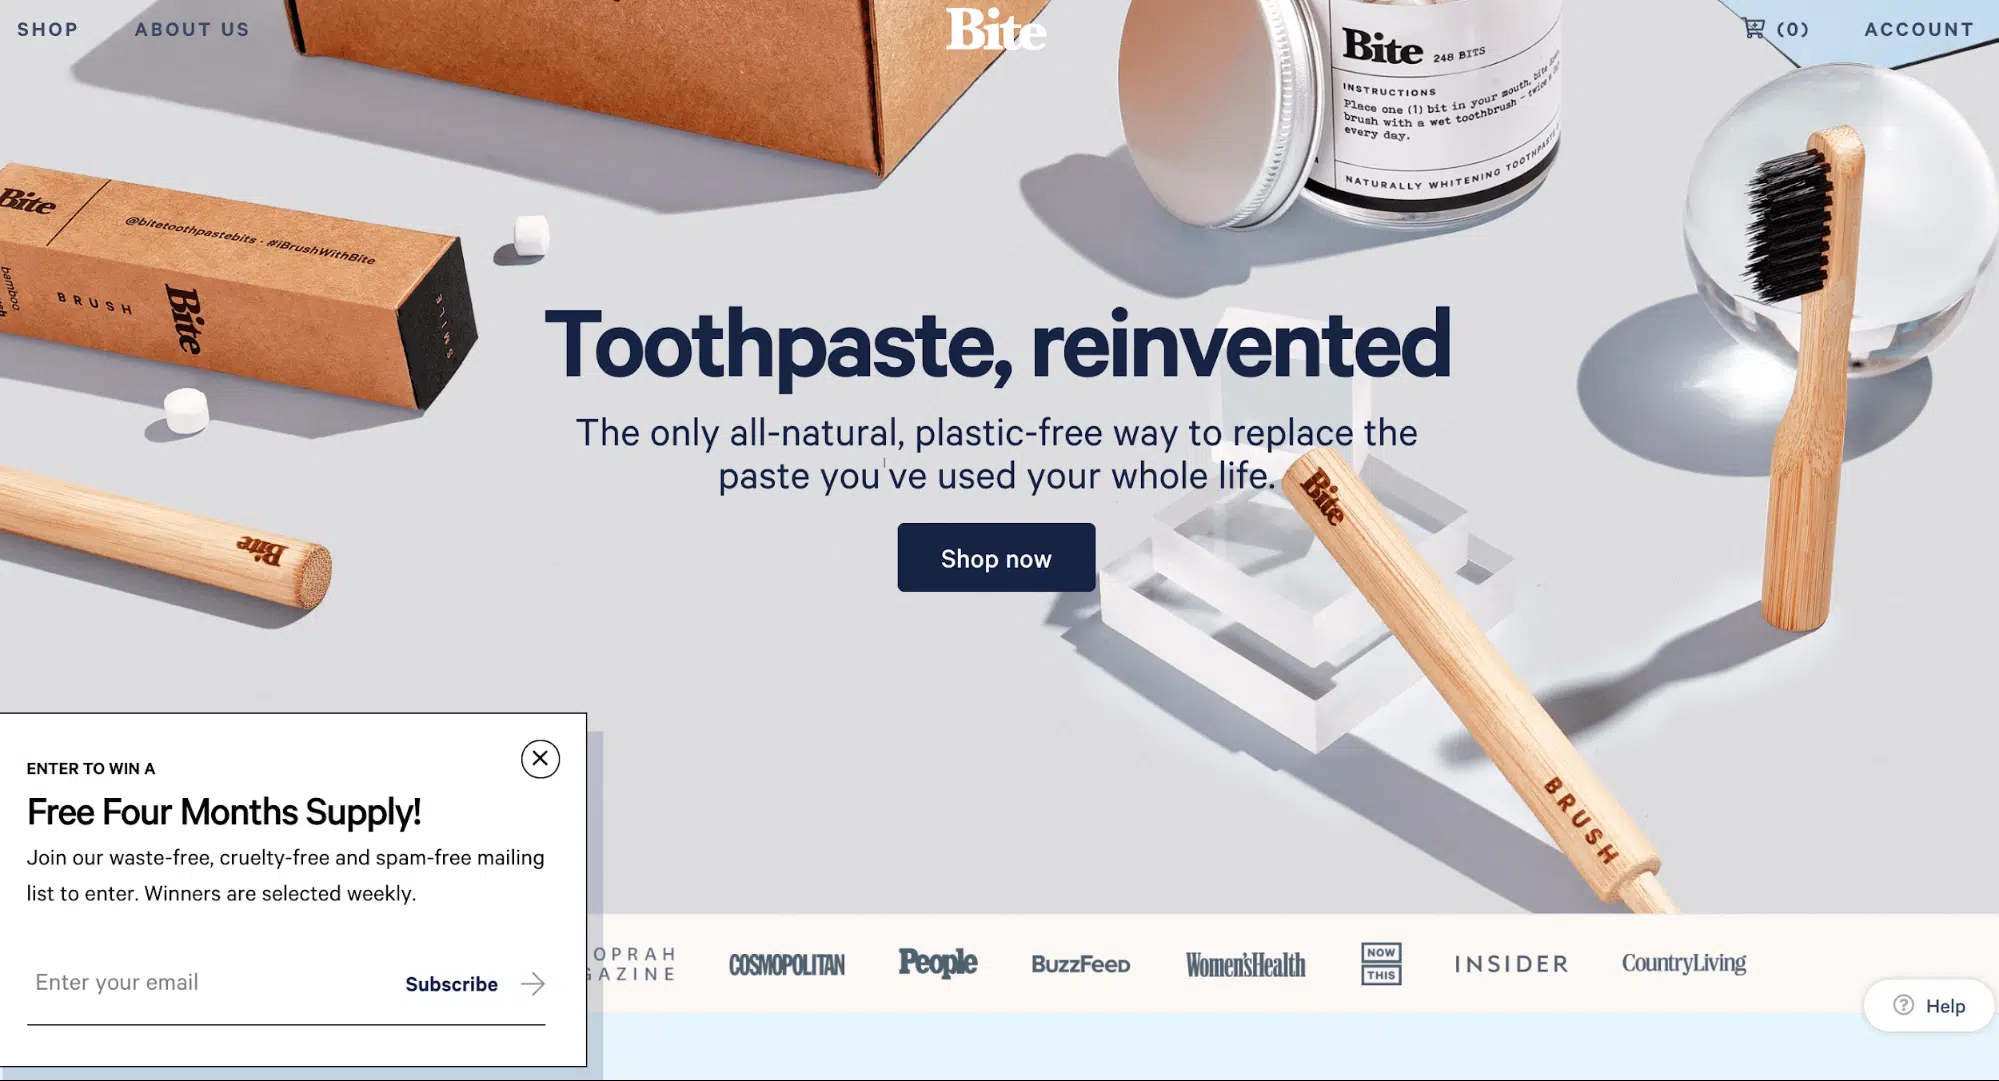 SHOP
ABOUT US
Bite
(0)
ACCOUNT
Bite 248 BITS
INSTRUCTIONS
Place one (1) bit in your mouth, bite
brush with a wet toothbrush – twice
every day.
NATURALLY WHITENING TOOTHPASTE
Bite
@bitetoothpastebits · #iBrushWithBite
bamboo
BRUSH
Bite
SMILE
Toothpaste, reinvented
The only all-natural, plastic-free way to replace the
paste you've used your whole life.
Shop now
Bite
Bite
BRUSH
ENTER TO WIN A
Free Four Months Supply!
Join our waste-free, cruelty-free and spam-free mailing
list to enter. Winners are selected weekly.
Enter your email
Subscribe
OPRAH
GAZINE
COSMOPOLITAN
People
BuzzFeeD
Women'sHealth
NOW
THIS
INSIDER
CountryLiving
Help